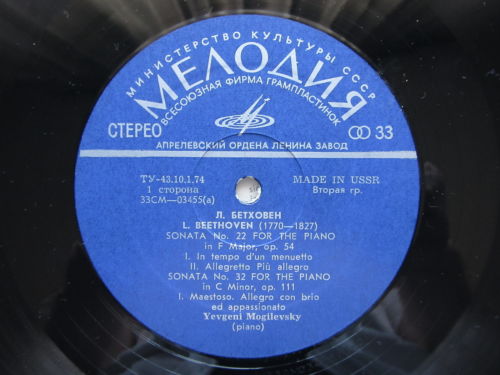 МИНИСТЕРСТВО КУЛЬТУРЫ СССР
МЕЛОДИЯ
ВСЕСОЮЗНАЯ ФИРМА ГРАМПЛАСТИНОК
СТЕРЕО 33
АПРЕЛЕВСКИЙ ОРДЕНА ЛЕНИНА ЗАВОД
ТУ-43.10.1.74 MADE IN USSR
1 сторона Вторая гр.
33СМ—03455(а)
Л. БЕТХОВЕН
L. BEETHOVEN (1770—1827)
SONATA No. 22 FOR THE PIANO
in F Major, op. 54
I. In tempo d'un menuetto
II. Allegretto Più allegro
SONATA No. 32 FOR THE PIANO
in C Minor, op. 111
I. Maestoso. Allegro con brio
ed appassionato
Yevgeni Mogilevsky
(piano)